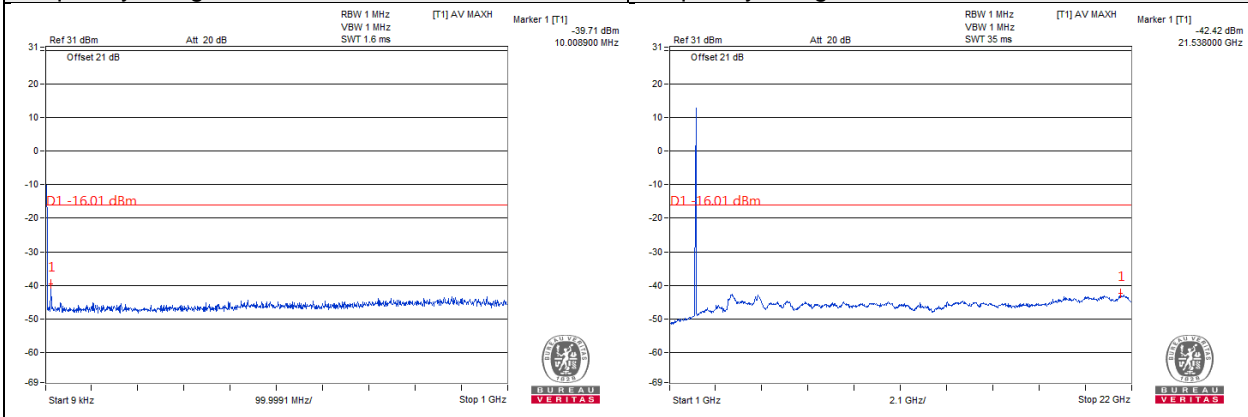 RBW 1 MHz [T1] AV MAXH Marker 1 [T1]
VBW 1 MHz -39.71 dBm
Ref 31 dBm Att 20 dB SWT 1.6 ms 10.008900 MHz
31
Offset 21 dB
20
10
0
-10
D1 -16.01 dBm
-20
-30
1
-40
-50
-60
-69
Start 9 kHz 99.9991 MHz/ Stop 1 GHz
BUREAU
VERITAS
RBW 1 MHz [T1] AV MAXH Marker 1 [T1]
VBW 1 MHz -42.42 dBm
Ref 31 dBm Att 20 dB SWT 35 ms 21.538000 GHz
31
Offset 21 dB
20
10
0
-10
D1 -16.01 dBm
-20
-30
1
-40
-50
-60
-69
Start 1 GHz 2.1 GHz/ Stop 22 GHz
BUREAU
VERITAS